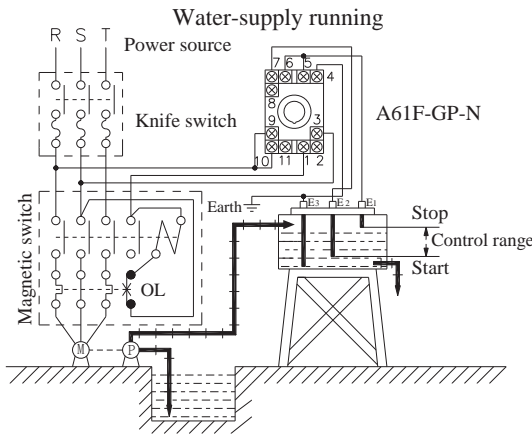 Water-supply running
R S T
Power source
7 6 5 4
8
A61F-GP-N
Knife switch
9 3
10 11 1 2
Magnetic switch
Earth
E3 E2 E1
Stop
Control range
Start
OL
M P